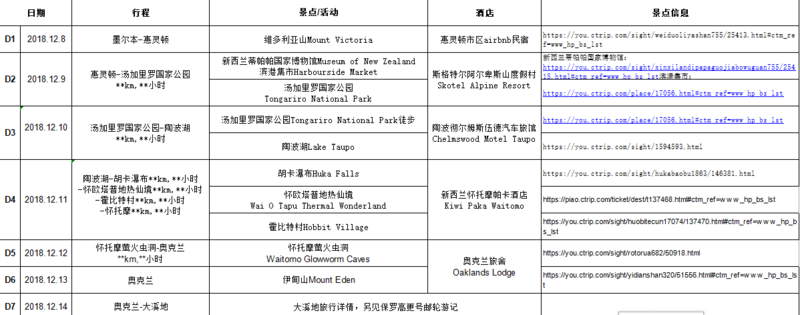 日期 行程 景点/活动 酒店 景点信息
D1 2018.12.8 墨尔本-惠灵顿 维多利亚山Mount Victoria 惠灵顿市区airbnb民宿 https://you.ctrip.com/sight/weiduoliyashan755/25413.html#ctm_re
f=www_hp_bs_lst
D2 2018.12.9 惠灵顿-汤加里罗国家公园
**km,**小时
新西兰蒂帕帕国家博物馆Museum of New Zealand
滨港集市Harbourside Market
汤加里罗国家公园
Tongariro National Park
斯格特尔阿尔卑斯山度假村
Skotel Alpine Resort
新西兰蒂帕帕国家博物馆:
https://you.ctrip.com/sight/xinxilandipapaguojiabowuguan755/254
15.html#ctm_ref=www_hp_bs_lst滨港集市:
https://you.ctrip.com/place/17056.html#ctm_ref=www_hp_bs_lst
D3 2018.12.10 汤加里罗国家公园-陶波湖
**km,**小时
汤加里罗国家公园Tongariro National Park徒步
陶波湖Lake Taupo
陶波彻尔姆斯伍德汽车旅馆
Chelmswood Motel Taupo
https://you.ctrip.com/place/17056.html#ctm_ref=www_hp_bs_lst
https://you.ctrip.com/sight/1594593.html
D4 2018.12.11 陶波湖-胡卡瀑布**km,**小时
-怀欧塔普地热仙境**km,**小时
-霍比特村**km,**小时
-怀托摩**km,**小时
胡卡瀑布Huka Falls
怀欧塔普地热仙境
Wai O Tapu Thermal Wonderland
霍比特村Hobbit Village
新西兰怀托摩帕卡酒店
Kiwi Paka Waitomo
https://you.ctrip.com/sight/hukabaobu1863/146381.html
https://piao.ctrip.com/ticket/dest/t137468.html#ctm_ref=www_hp_bs_lst
https://you.ctrip.com/sight/huobitecun17074/137470.html#ctm_ref=www_hp_
bs_lst
D5 2018.12.12 怀托摩萤火虫洞-奥克兰
**km,**小时
怀托摩萤火虫洞
Waitomo Glowworm Caves
奥克兰旅舍
Oaklands Lodge
https://you.ctrip.com/sight/rotorua682/50918.html
D6 2018.12.13 奥克兰 伊甸山Mount Eden https://you.ctrip.com/sight/yidianshan320/51556.html#ctm_ref=www_hp_bs_ls
t
D7 2018.12.14 奥克兰-大溪地 大溪地旅行详情，另见保罗高更号邮轮游记